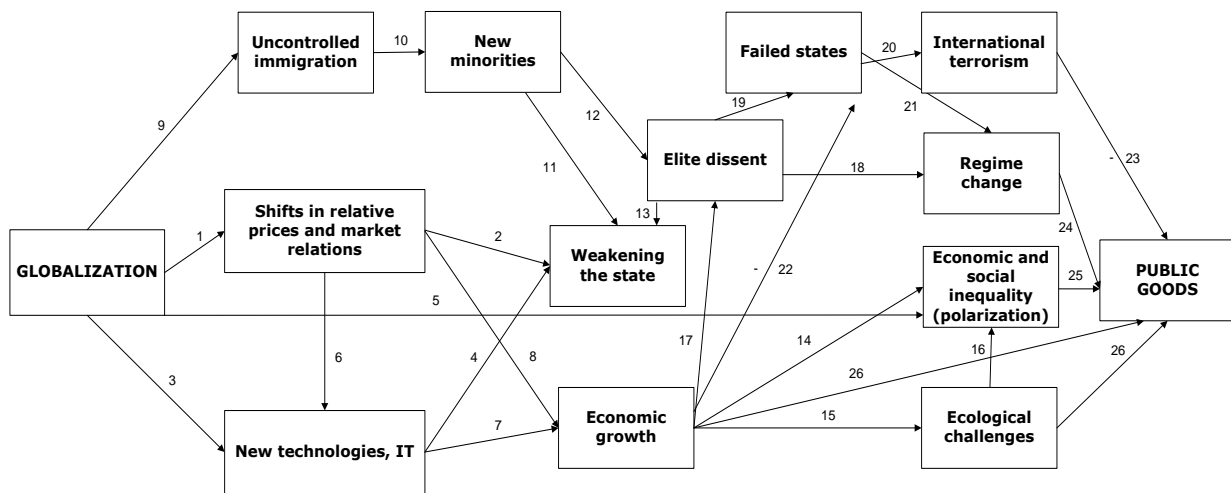 Uncontrolled
immigration
10
New
minorities
Failed states
20
International
terrorism
9
12
19
21
11
Elite dissent
18
Regime
change
-
23
1
Shifts in relative
prices and market
relations
2
13
Weakening
the state
24
GLOBALIZATION
-
22
Economic and
social
inequality
(polarization)
25
PUBLIC
GOODS
5
3
6
4
8
17
14
16
26
26
New technologies, IT
7
Economic
growth
15
Ecological
challenges